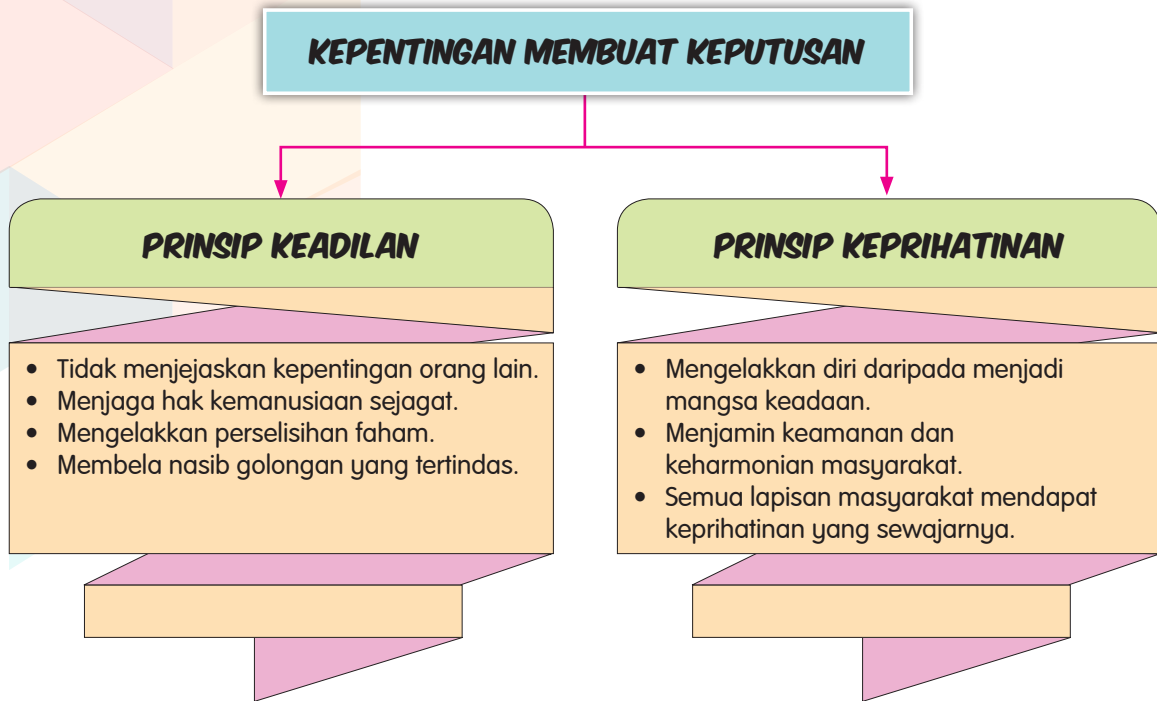 KEPENTINGAN MEMBUAT KEPUTUSAN
PRINSIP KEADILAN
• Tidak menjejaskan kepentingan orang lain.
• Menjaga hak kemanusiaan sejagat.
• Mengelakkan perselisihan faham.
• Membela nasib golongan yang tertindas.
PRINSIP KEPRIHATINAN
• Mengelakkan diri daripada menjadi
mangsa keadaan.
• Menjamin keamanan dan
keharmonian masyarakat.
• Semua lapisan masyarakat mendapat
keprihatinan yang sewajarnya.